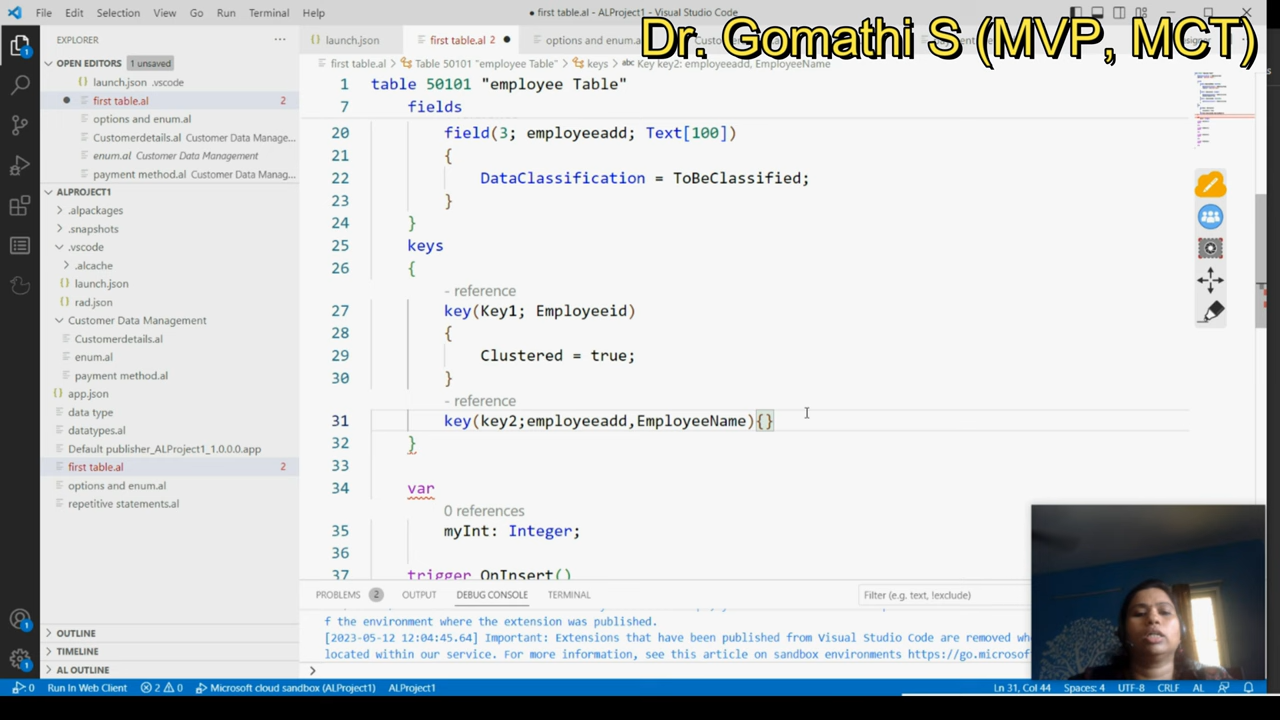 File Edit Selection View Go Run Terminal Help
● first table.al - ALProject1 - Visual Studio Code
Dr. Gomathi S (MVP, MCT)
EXPLORER
OPEN EDITORS 1 unsaved
launch.json .vscode
first table.al 2
options and enum.al
Customerdetails.al Customer Data Manage...
enum.al Customer Data Management
payment method.al Customer Data Manag...
ALPROJECT1
.alpackages
.snapshots
.vscode
.alcache
launch.json
rad.json
Customer Data Management
Customerdetails.al
enum.al
payment method.al
app.json
data type
datatypes.al
Default publisher_ALProject1_1.0.0.0.app
first table.al 2
options and enum.al
repetitive statements.al
OUTLINE
TIMELINE
AL OUTLINE
launch.json first table.al 2 options and enum.al
first table.al > Table 50101 "employee Table" > keys > abc Key key2: employeeadd, EmployeeName
1 table 50101 "employee Table"
7 fields
20 field(3; employeeadd; Text[100])
21 {
22 DataClassification = ToBeClassified;
23 }
24 }
25 keys
26 {
- reference
27 key(Key1; Employeeid)
28 {
29 Clustered = true;
30 }
- reference
31 key(key2;employeeadd,EmployeeName){}
32 }
33
34 var
0 references
35 myInt: Integer;
36
37 trigger OnInsert()
PROBLEMS 2 OUTPUT DEBUG CONSOLE TERMINAL Filter (e.g. text, !exclude)
f the environment where the extension was published.
[2023-05-12 12:04:45.64] Important: Extensions that have been published from Visual Studio Code are removed
located within our service. For more information, see this article on sandbox environments https://go.microsof
>
0 Run In Web Client 2 0 Microsoft cloud sandbox (ALProject1) ALProject1 Ln 31, Col 44 Spaces: 4 UTF-8 CRLF AL